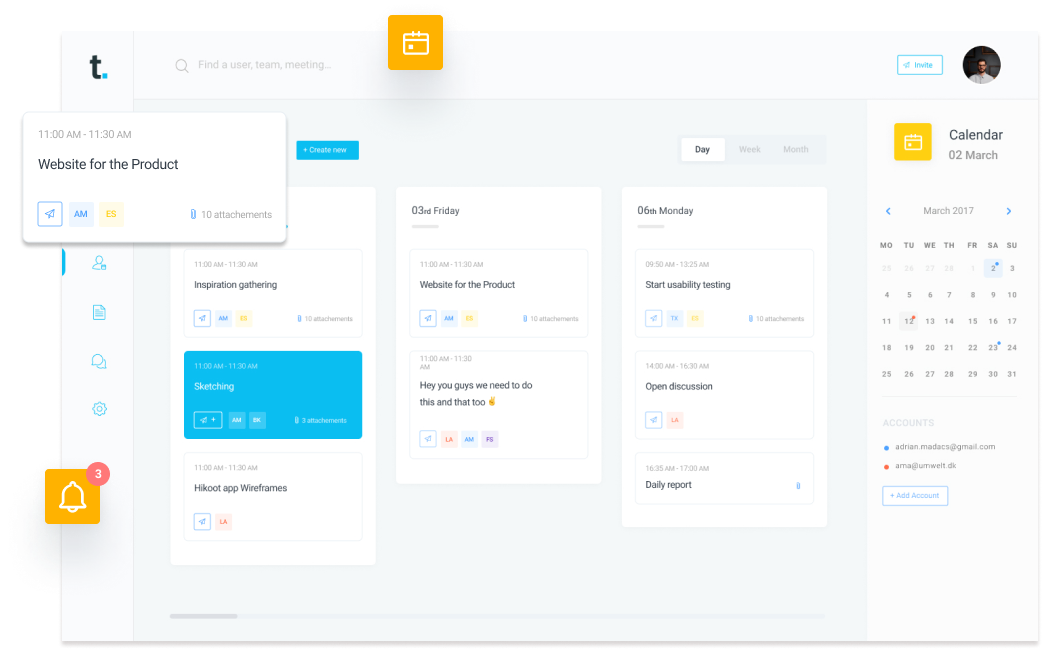 t.
Find a user, team, meeting...
Invite
11:00 AM - 11:30 AM
Website for the Product
AM ES 10 attachements
+ Create new
Day Week Month
11:00 AM - 11:30 AM
Inspiration gathering
AM ES 10 attachements
11:00 AM - 11:30 AM
Sketching
+ AM BK 3 attachements
11:00 AM - 11:30 AM
Hikoot app Wireframes
LA
03rd Friday
11:00 AM - 11:30 AM
Website for the Product
AM ES 10 attachements
11:00 AM - 11:30
AM
Hey you guys we need to do
this and that too ✌
LA AM FS
06th Monday
09:50 AM - 13:25 AM
Start usability testing
TX ES 10 attachements
14:00 AM - 16:30 AM
Open discussion
LA
16:35 AM - 17:00 AM
Daily report
3
Calendar
02 March
March 2017
MO TU WE TH FR SA SU
25 26 27 28 1 2 3
4 5 6 7 8 9 10
11 12 13 14 15 16 17
18 19 20 21 22 23 24
25 26 27 28 29 30 31
ACCOUNTS
adrian.madacs@gmail.com
ama@umwelt.dk
+ Add Account